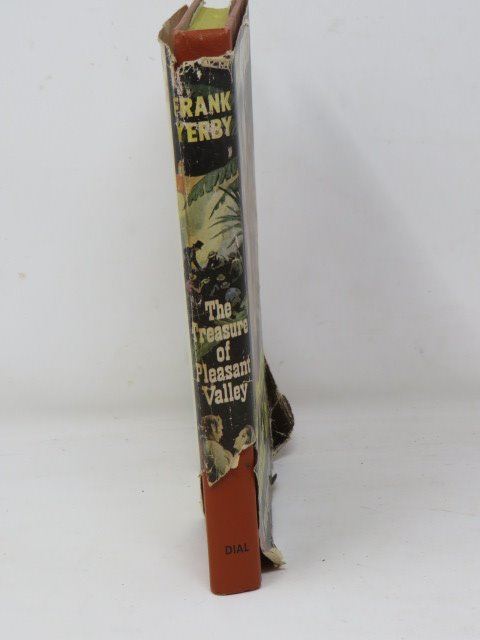 FRANK
YERBY
The
Treasure
of
Pleasant
Valley
DIAL